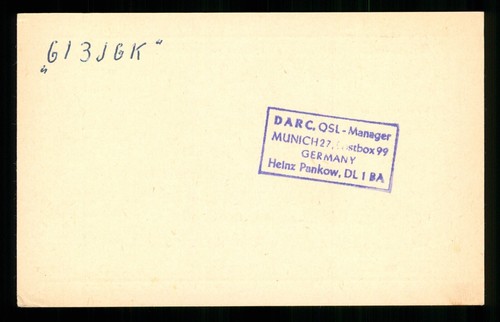 „GI3JGK“
DARC, QSL-Manager
MUNICH 27, Postbox 99
GERMANY
Heinz Pankow, DL 1 BA